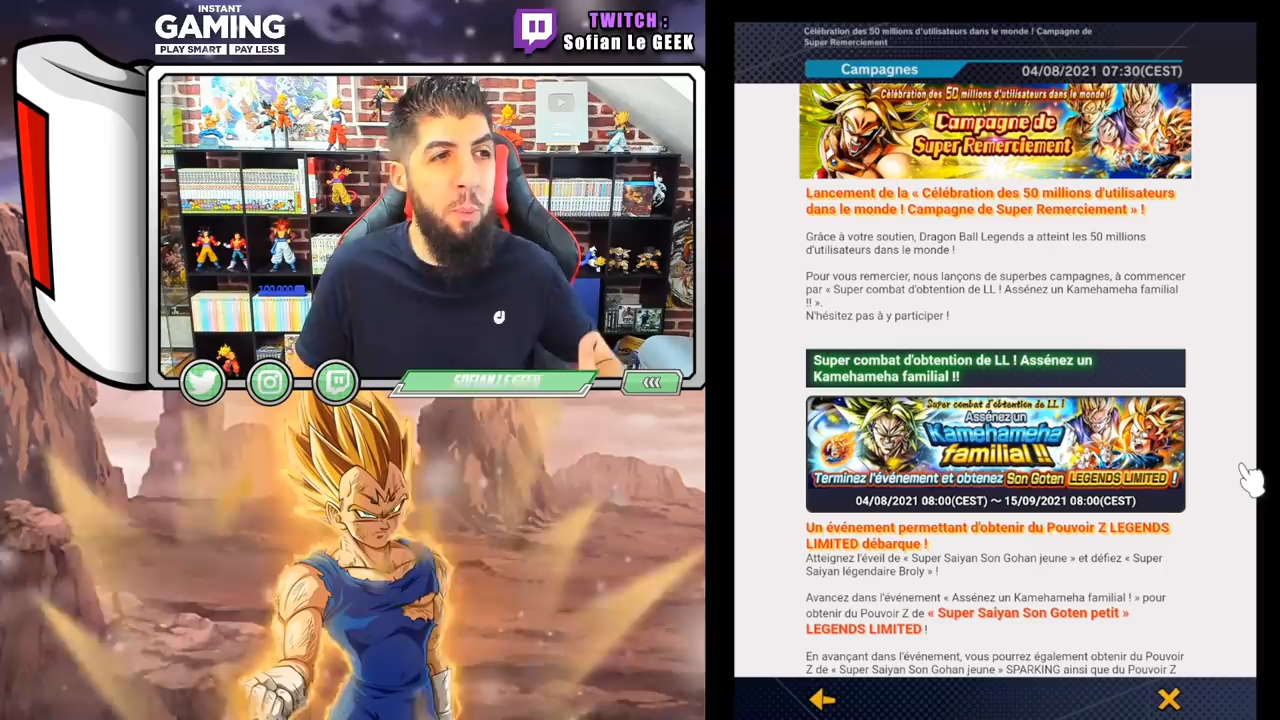 INSTANT
GAMING
PLAY SMART | PAY LESS
TWITCH :
Sofian Le GEEK
100.000
SOFIAN LE GEEK
Célébration des 50 millions d'utilisateurs dans le monde ! Campagne de
Super Remerciement
Campagnes
04/08/2021 07:30(CEST)
Célébration des 50 millions d'utilisateurs dans le monde !
Campagne de
Super Remerciement
Lancement de la « Célébration des 50 millions d'utilisateurs
dans le monde ! Campagne de Super Remerciement » !
Grâce à votre soutien, Dragon Ball Legends a atteint les 50 millions
d'utilisateurs dans le monde !
Pour vous remercier, nous lançons de superbes campagnes, à commencer
par « Super combat d'obtention de LL ! Assénez un Kamehameha familial
!! ».
N'hésitez pas à y participer !
Super combat d'obtention de LL ! Assénez un
Kamehameha familial !!
Super combat d'obtention de LL !
Assénez un
Kamehameha
familial !!
Terminez l'événement et obtenez Son Goten LEGENDS LIMITED !
04/08/2021 08:00(CEST) ～ 15/09/2021 08:00(CEST)
Un événement permettant d'obtenir du Pouvoir Z LEGENDS
LIMITED débarque !
Atteignez l'éveil de « Super Saiyan Son Gohan jeune » et défiez « Super
Saiyan légendaire Broly » !
Avancez dans l'événement « Assénez un Kamehameha familial ! » pour
obtenir du Pouvoir Z de « Super Saiyan Son Goten petit »
LEGENDS LIMITED !
En avançant dans l'événement, vous pourrez également obtenir du Pouvoir
Z de « Super Saiyan Son Gohan jeune » SPARKING ainsi que du Pouvoir Z